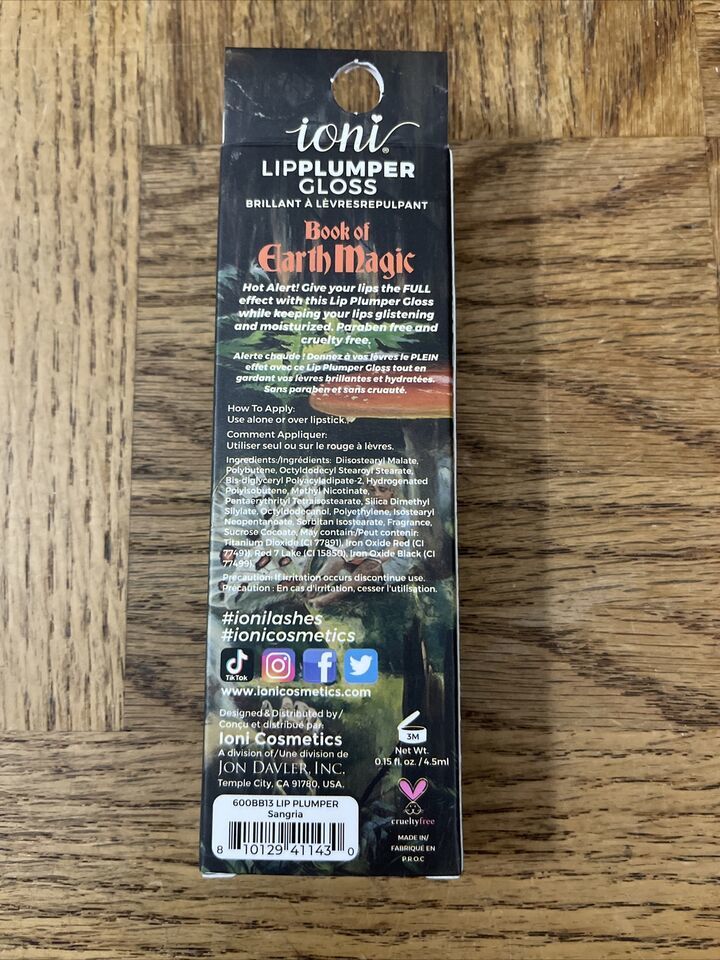 ioni®
LIPPLUMPER
GLOSS
BRILLANT À LÈVRESREPULPANT
Book of
Earth Magic
Hot Alert! Give your lips the FULL
effect with this Lip Plumper Gloss
while keeping your lips glistening
and moisturized. Paraben free and
cruelty free.
Alerte chaude ! Donnez à vos lèvres le PLEIN
effet avec ce Lip Plumper Gloss tout en
gardant vos lèvres brillantes et hydratées.
Sans paraben et sans cruauté.
How To Apply:
Use alone or over lipstick.
Comment Appliquer:
Utiliser seul ou sur le rouge à lèvres.
Ingredients:/Ingrédients: Diisostearyl Malate,
Polybutene, Octyldodecyl Stearoyl Stearate,
Bis-diglyceryl Polyacyladipate-2, Hydrogenated
Polyisobutene, Methyl Nicotinate,
Pentaerythrityl Tetraisostearate, Silica Dimethyl
Silylate, Octyldodecanol, Polyethylene, Isostearyl
Neopentanoate, Sorbitan Isostearate, Fragrance,
Sucrose Cocoate, May contain:/Peut contenir:
Titanium Dioxide (CI 77891), Iron Oxide Red (CI
77491), Red 7 Lake (CI 15850), Iron Oxide Black (CI
77499).
Precaution: If irritation occurs discontinue use.
Précaution : En cas d'irritation, cesser l'utilisation.
#ionilashes
#ionicosmetics
TikTok
www.ionicosmetics.com
Designed & Distributed by /
Conçu et distribué par
Ioni Cosmetics
A division of/Une division de
JON DAVLER, INC.
Temple City, CA 91780, USA.
3M
Net Wt.
0.15 fl. oz. / 4.5ml
crueltyfree
MADE IN/
FABRIQUÉ EN
P.R.O.C
600BB13 LIP PLUMPER
Sangria
8 10129 41143 0